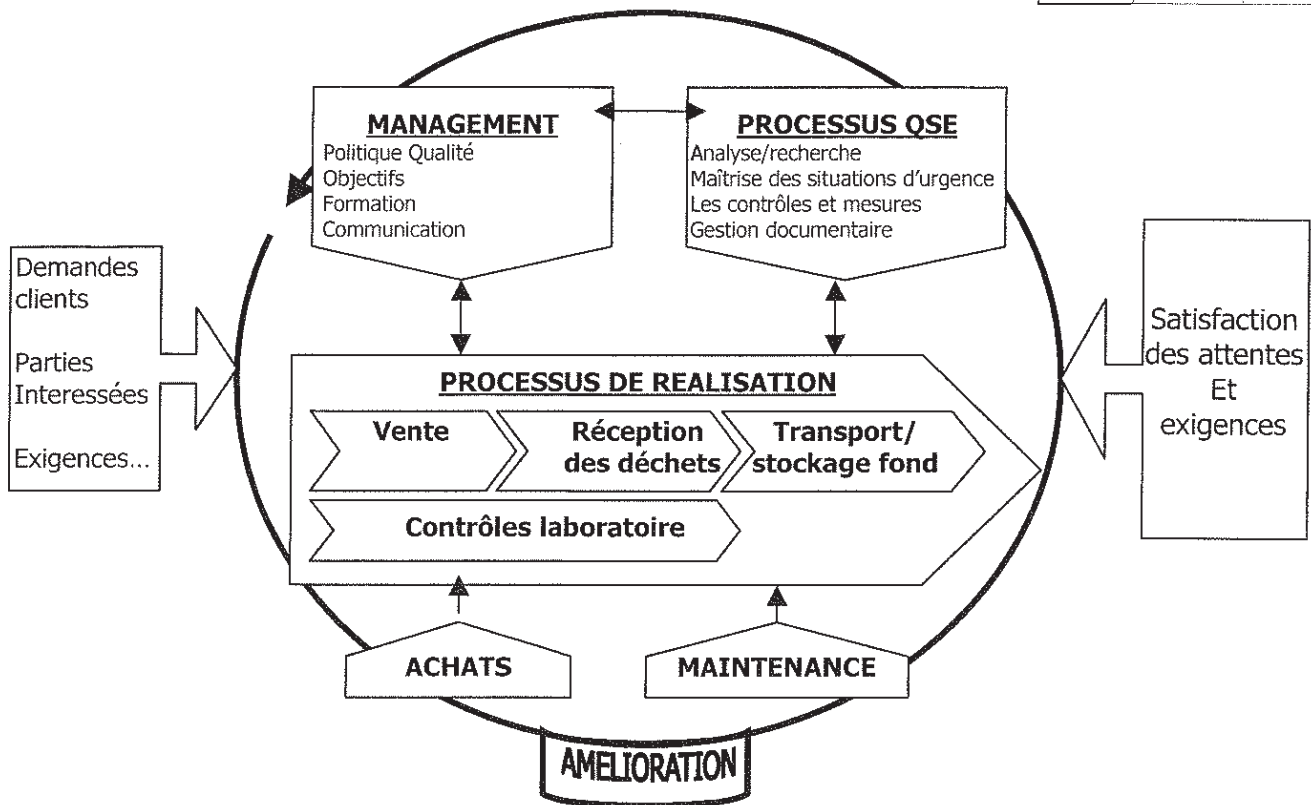 MANAGEMENT
Politique Qualité
Objectifs
Formation
Communication
PROCESSUS QSE
Analyse/recherche
Maîtrise des situations d'urgence
Les contrôles et mesures
Gestion documentaire
Demandes
clients
Parties
Interessées
Exigences...
Satisfaction
des attentes
Et
exigences
PROCESSUS DE REALISATION
Vente
Réception
des déchets
Transport/
stockage fond
Contrôles laboratoire
ACHATS
MAINTENANCE
AMELIORATION